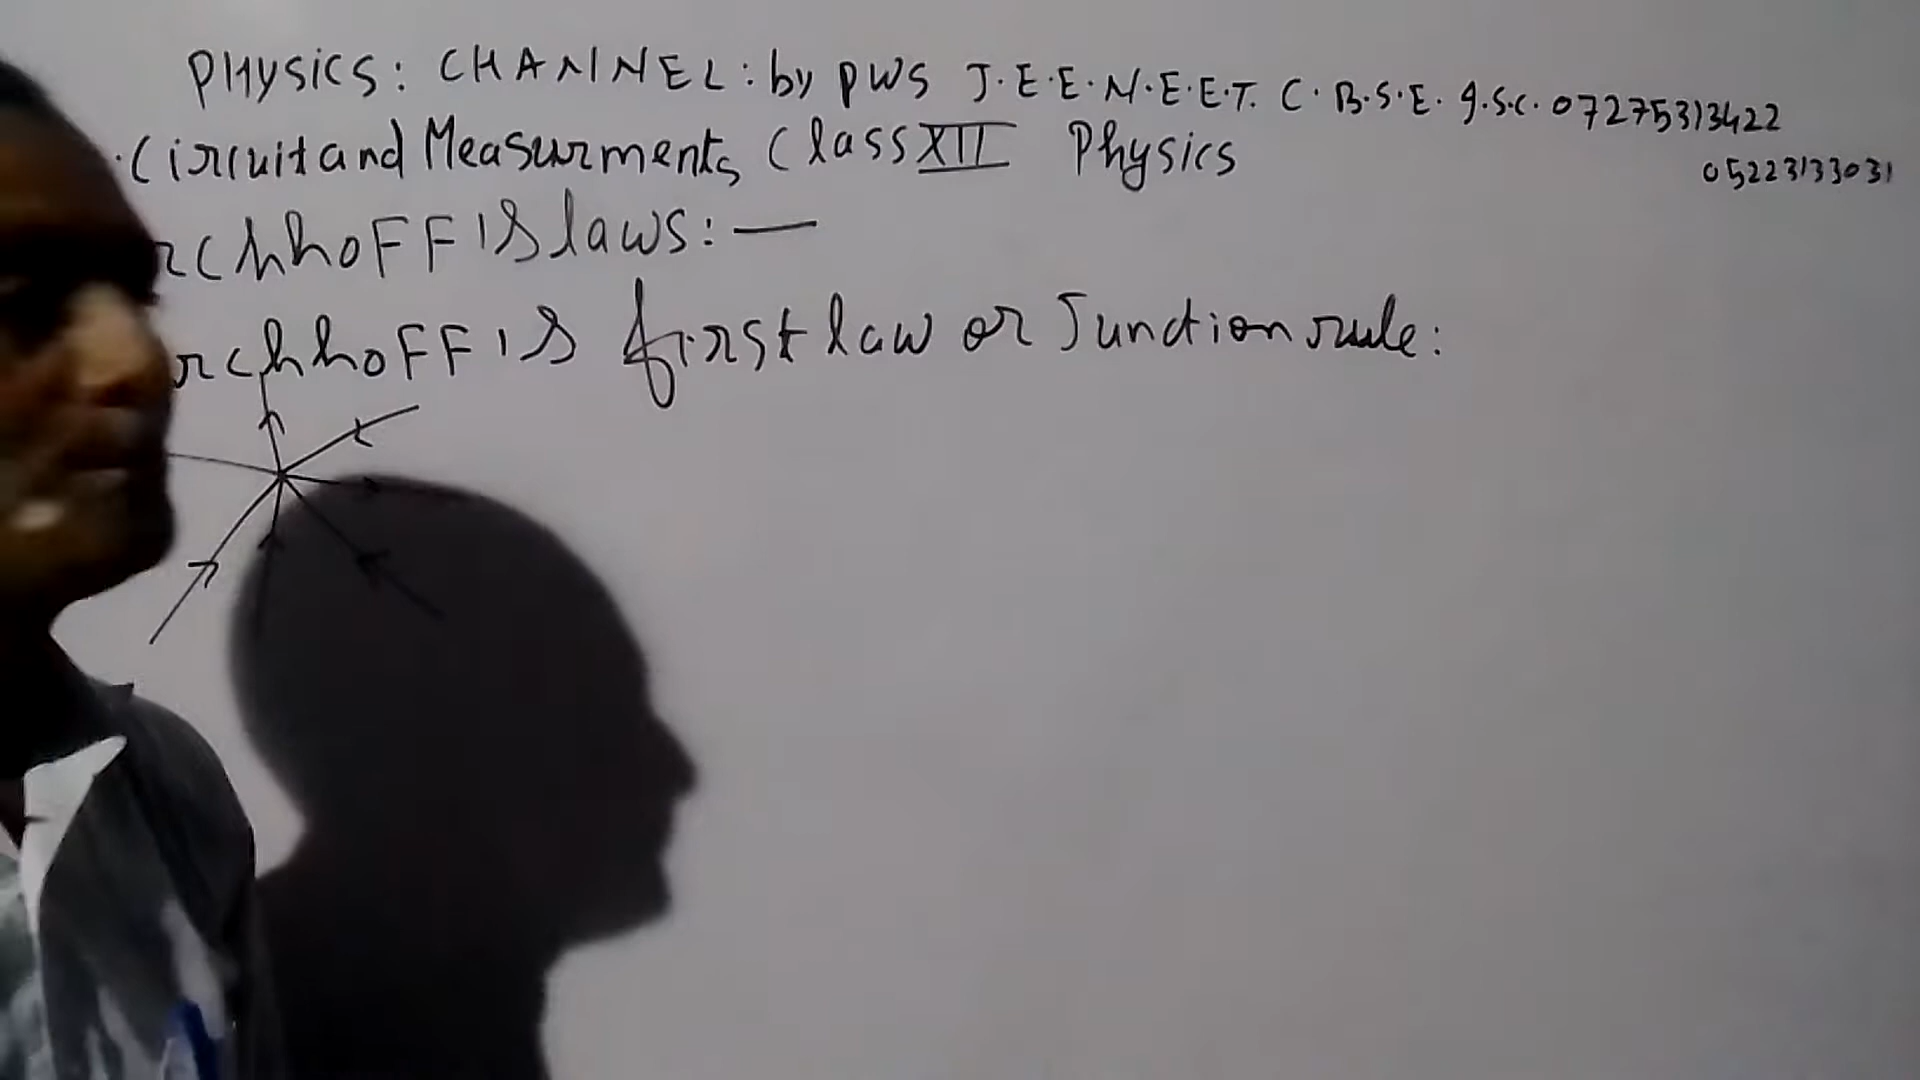 PHYSICS: CHANNEL: by PWS J.E.E.N.E.E.T. C.B.S.E. I.S.C. 07275313422
Circuit and Measurments Class XII Physics
05223133031
rchhoFF's laws: —
rchhoFF's first law or Junction rule: